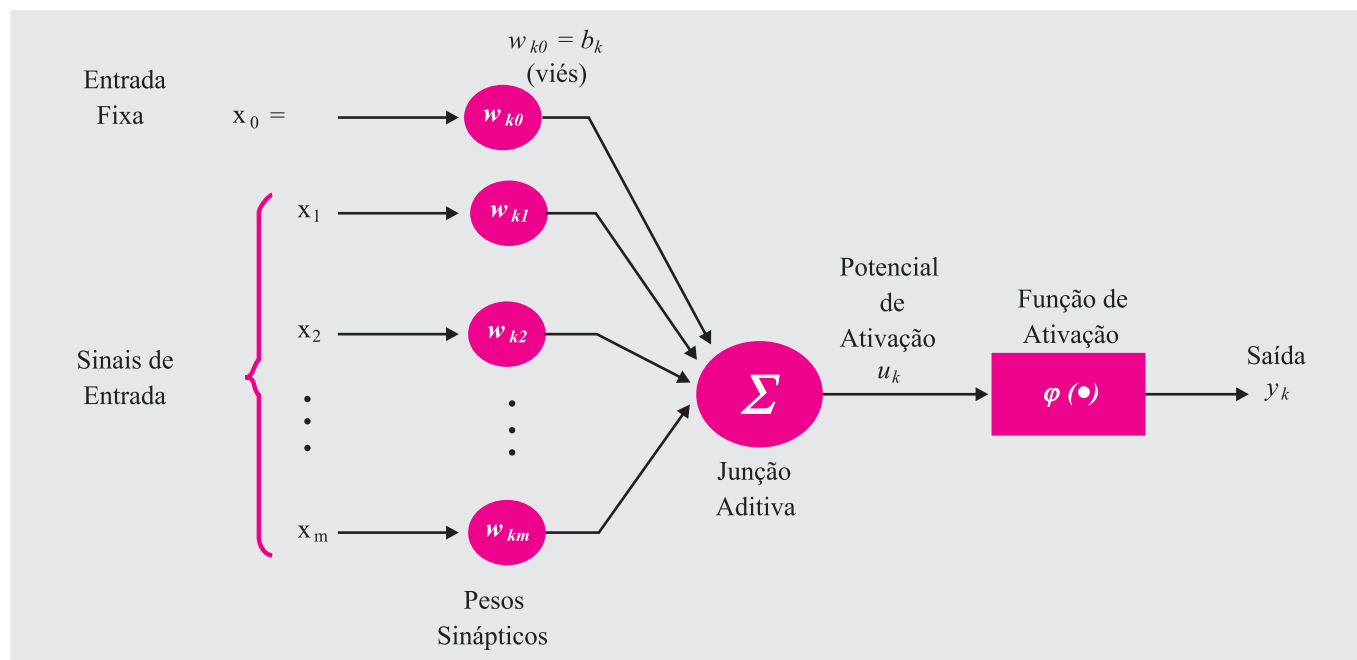 w k0 = b k
(viés)
Entrada
Fixa
x 0 =
w k0
x 1
w k1
x 2
w k2
Sinais de
Entrada
x m
w km
Pesos
Sinápticos
Σ
Junção
Aditiva
Potencial
de
Ativação
u k
Função de
Ativação
φ (•)
Saída
y k